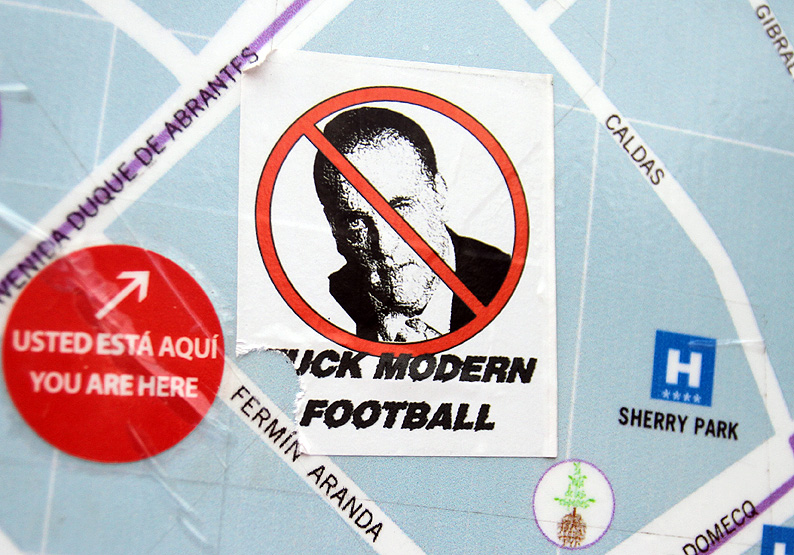 AVENIDA DUQUE DE ABRANTES
GIBRAL
CALDAS
USTED ESTÁ AQUÍ
YOU ARE HERE
UCK MODERN
FOOTBALL
FERMÍN ARANDA
H
SHERRY PARK
DOMECQ
H